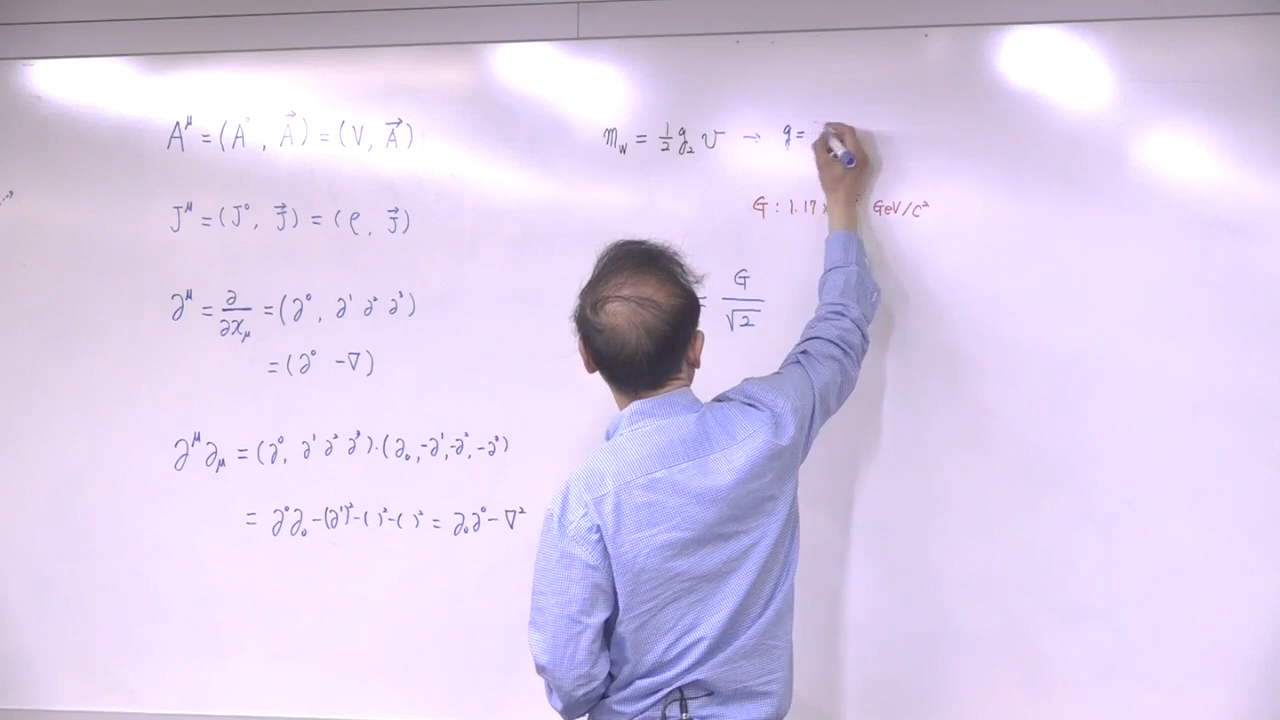 A^μ = (A^0, \vec{A}) = (V, \vec{A})
J^μ = (J^0, \vec{J}) = (ρ, \vec{J})
∂^μ = ∂/∂x_μ = (∂^0, ∂^1 ∂^2 ∂^3)
= (∂^0 -∇)
∂^μ ∂_μ = (∂^0, ∂^1 ∂^2 ∂^3)·(∂_0, -∂^1, -∂^2, -∂^3)
= ∂^0∂_0 -(∂^1)^2 -( )^2 -( )^2 = ∂_0∂^0 - ∇^2
m_W = 1/2 g_2 v → g =
G : 1.17 GeV/c^2
= G/√2